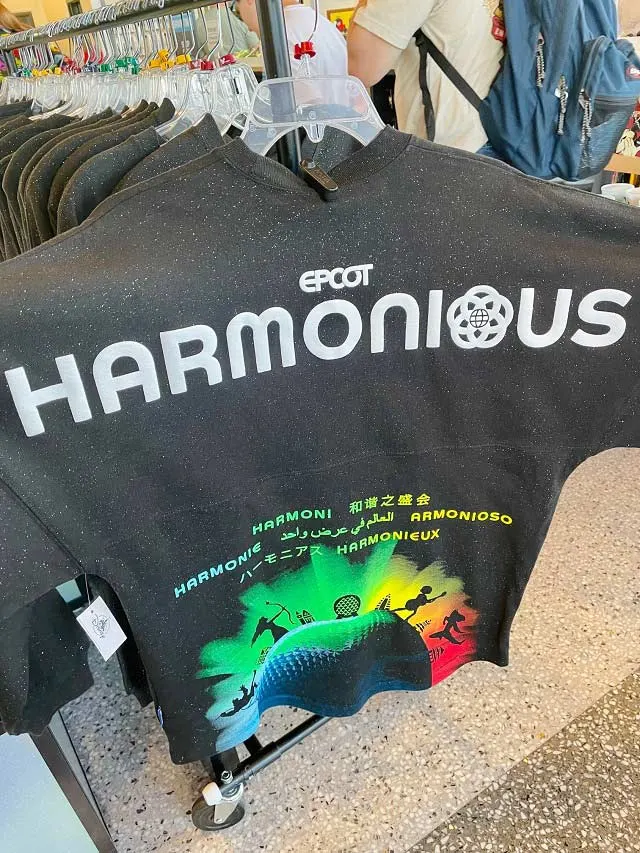 EPCOT
HARMONIOUS
HARMONI 和谐之盛会
العالم في عرض واحد ARMONIOSO
HARMONIE
ハーモニアス HARMONIEUX